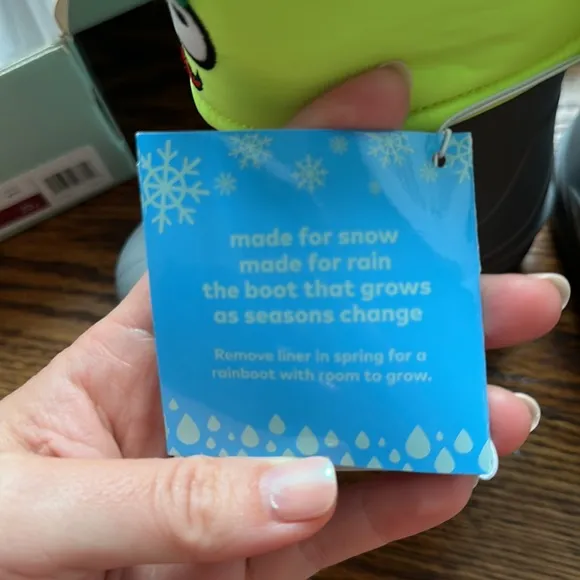 made for snow
made for rain
the boot that grows
as seasons change
Remove liner in spring for a
rainboot with room to grow.